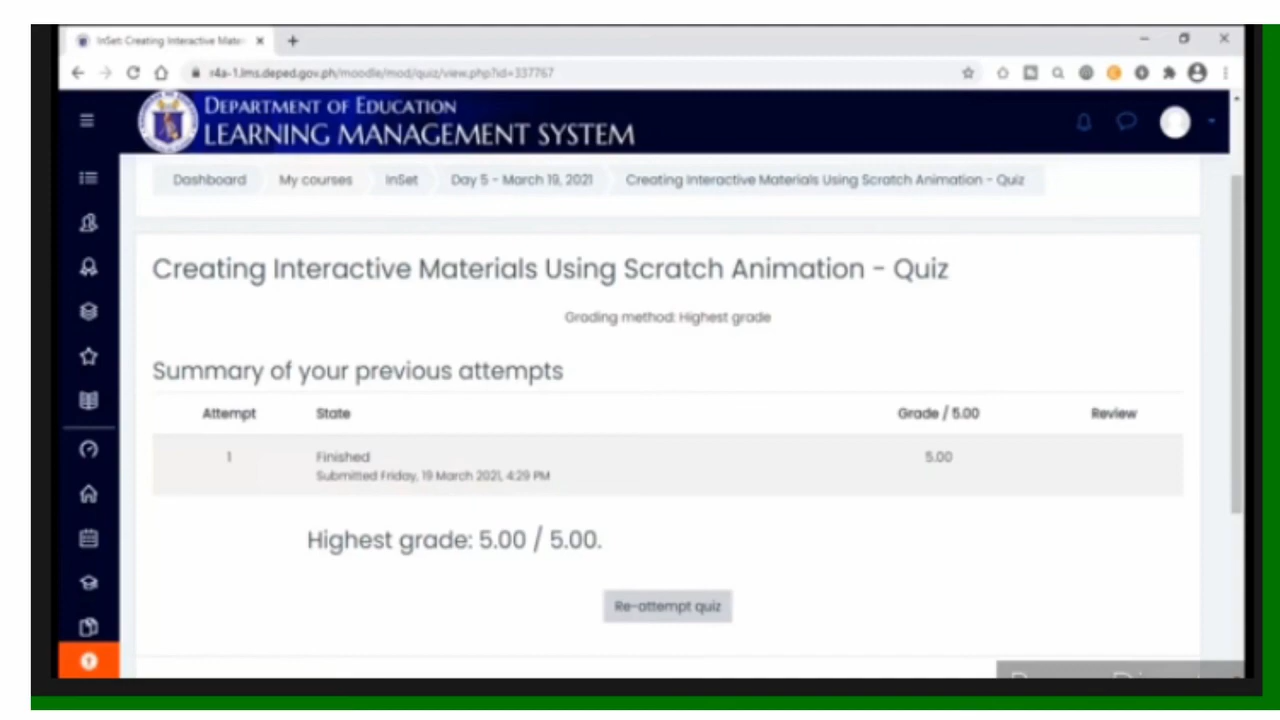 InSet: Creating Interactive Mater
r4a-1.lms.deped.gov.ph/moodle/mod/quiz/view.php?id=337767
DEPARTMENT OF EDUCATION
LEARNING MANAGEMENT SYSTEM
Dashboard My courses InSet Day 5 - March 19, 2021 Creating Interactive Materials Using Scratch Animation - Quiz
Creating Interactive Materials Using Scratch Animation - Quiz
Grading method: Highest grade
Summary of your previous attempts
Attempt State Grade / 5.00 Review
1 Finished 5.00
Submitted Friday, 19 March 2021, 4:29 PM
Highest grade: 5.00 / 5.00.
Re-attempt quiz